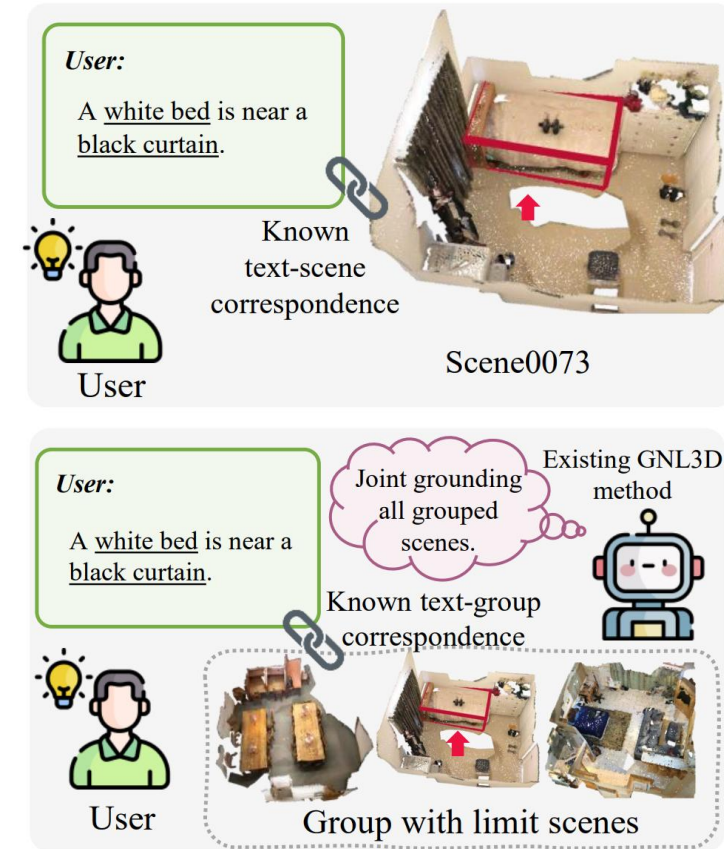 User:
A white bed is near a
black curtain.
Known
text-scene
correspondence
User
Scene0073
User:
A white bed is near a
black curtain.
Joint grounding
all grouped
scenes.
Existing GNL3D
method
Known text-group
correspondence
User
Group with limit scenes